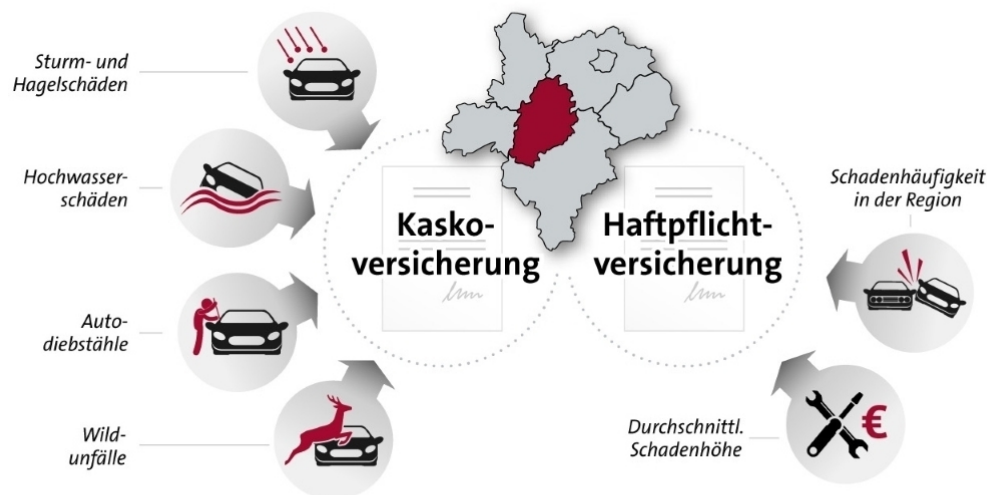 Sturm- und
Hagelschäden
Hochwasser-
schäden
Auto-
diebstähle
Wild-
unfälle
Kasko-
versicherung
Haftpflicht-
versicherung
Schadenhäufigkeit
in der Region
Durchschnittl.
Schadenhöhe
€